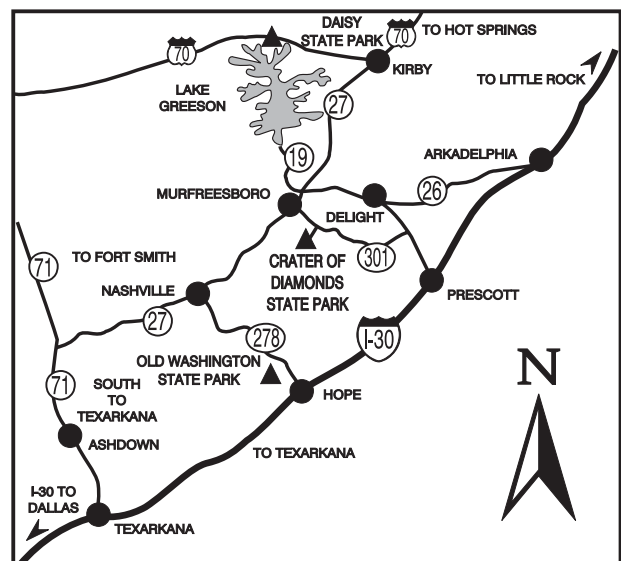 DAISY
STATE PARK
70
TO HOT SPRINGS
70
KIRBY
TO LITTLE ROCK
LAKE
GREESON
27
ARKADELPHIA
19
MURFREESBORO
26
DELIGHT
301
71
TO FORT SMITH
CRATER OF
DIAMONDS
STATE PARK
NASHVILLE
PRESCOTT
27
278
I-30
OLD WASHINGTON
STATE PARK
N
71
SOUTH
TO
TEXARKANA
HOPE
ASHDOWN
TO TEXARKANA
I-30 TO
DALLAS
TEXARKANA